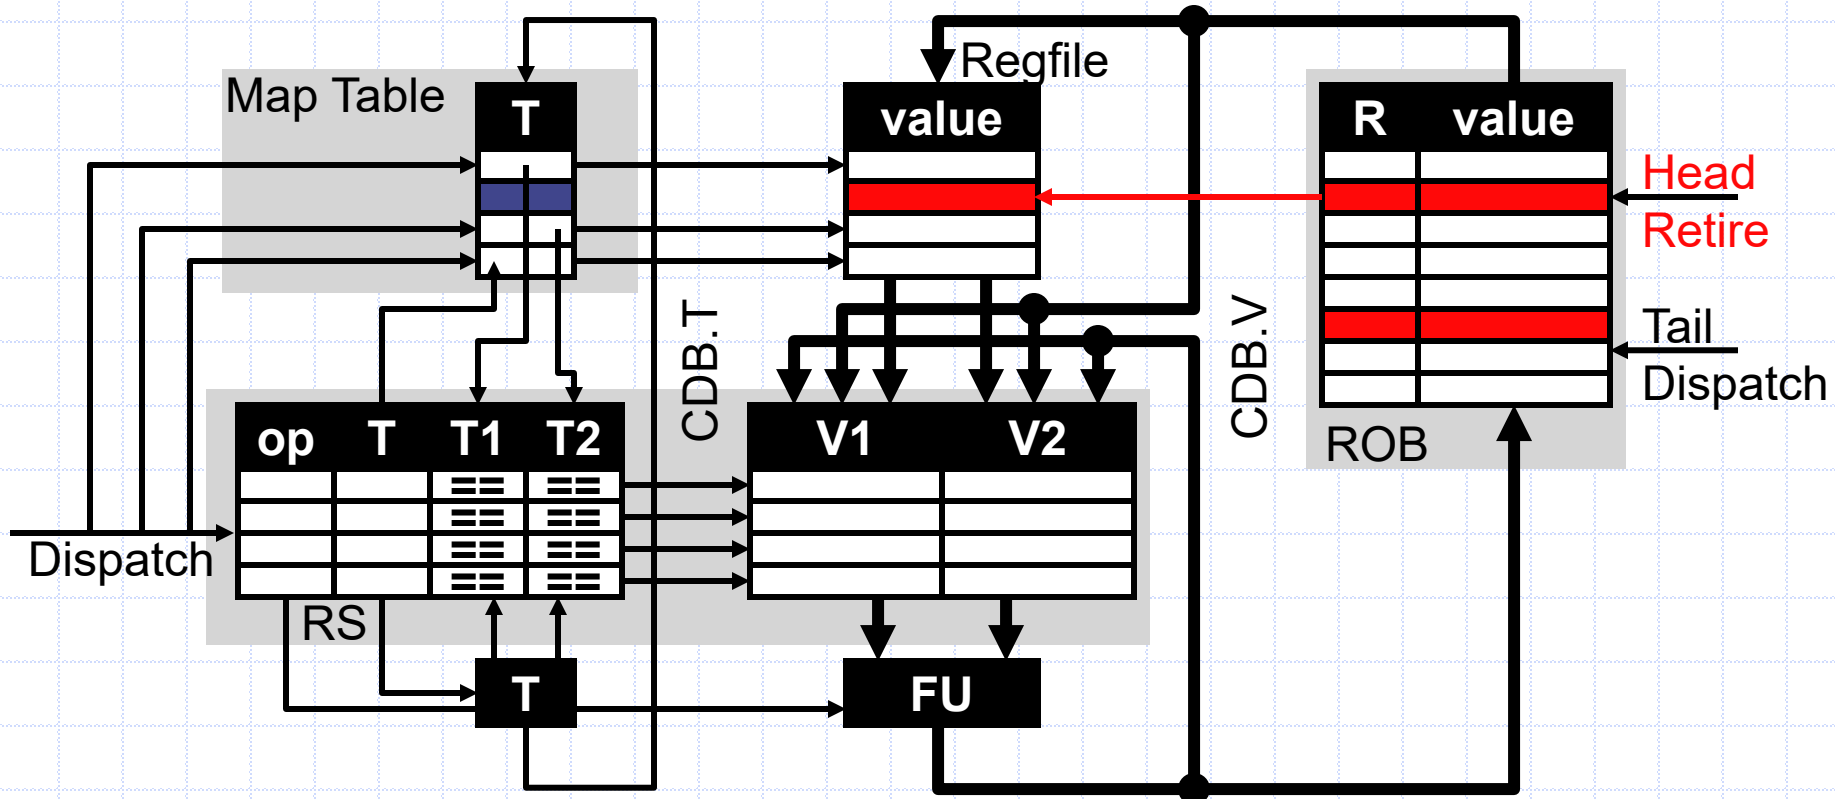 Regfile
Map Table
T
value
R value
Head
Retire
CDB.T
CDB.V
Tail
Dispatch
op T T1 T2
V1 V2
ROB
== ==
== ==
== ==
== ==
Dispatch
RS
T
FU